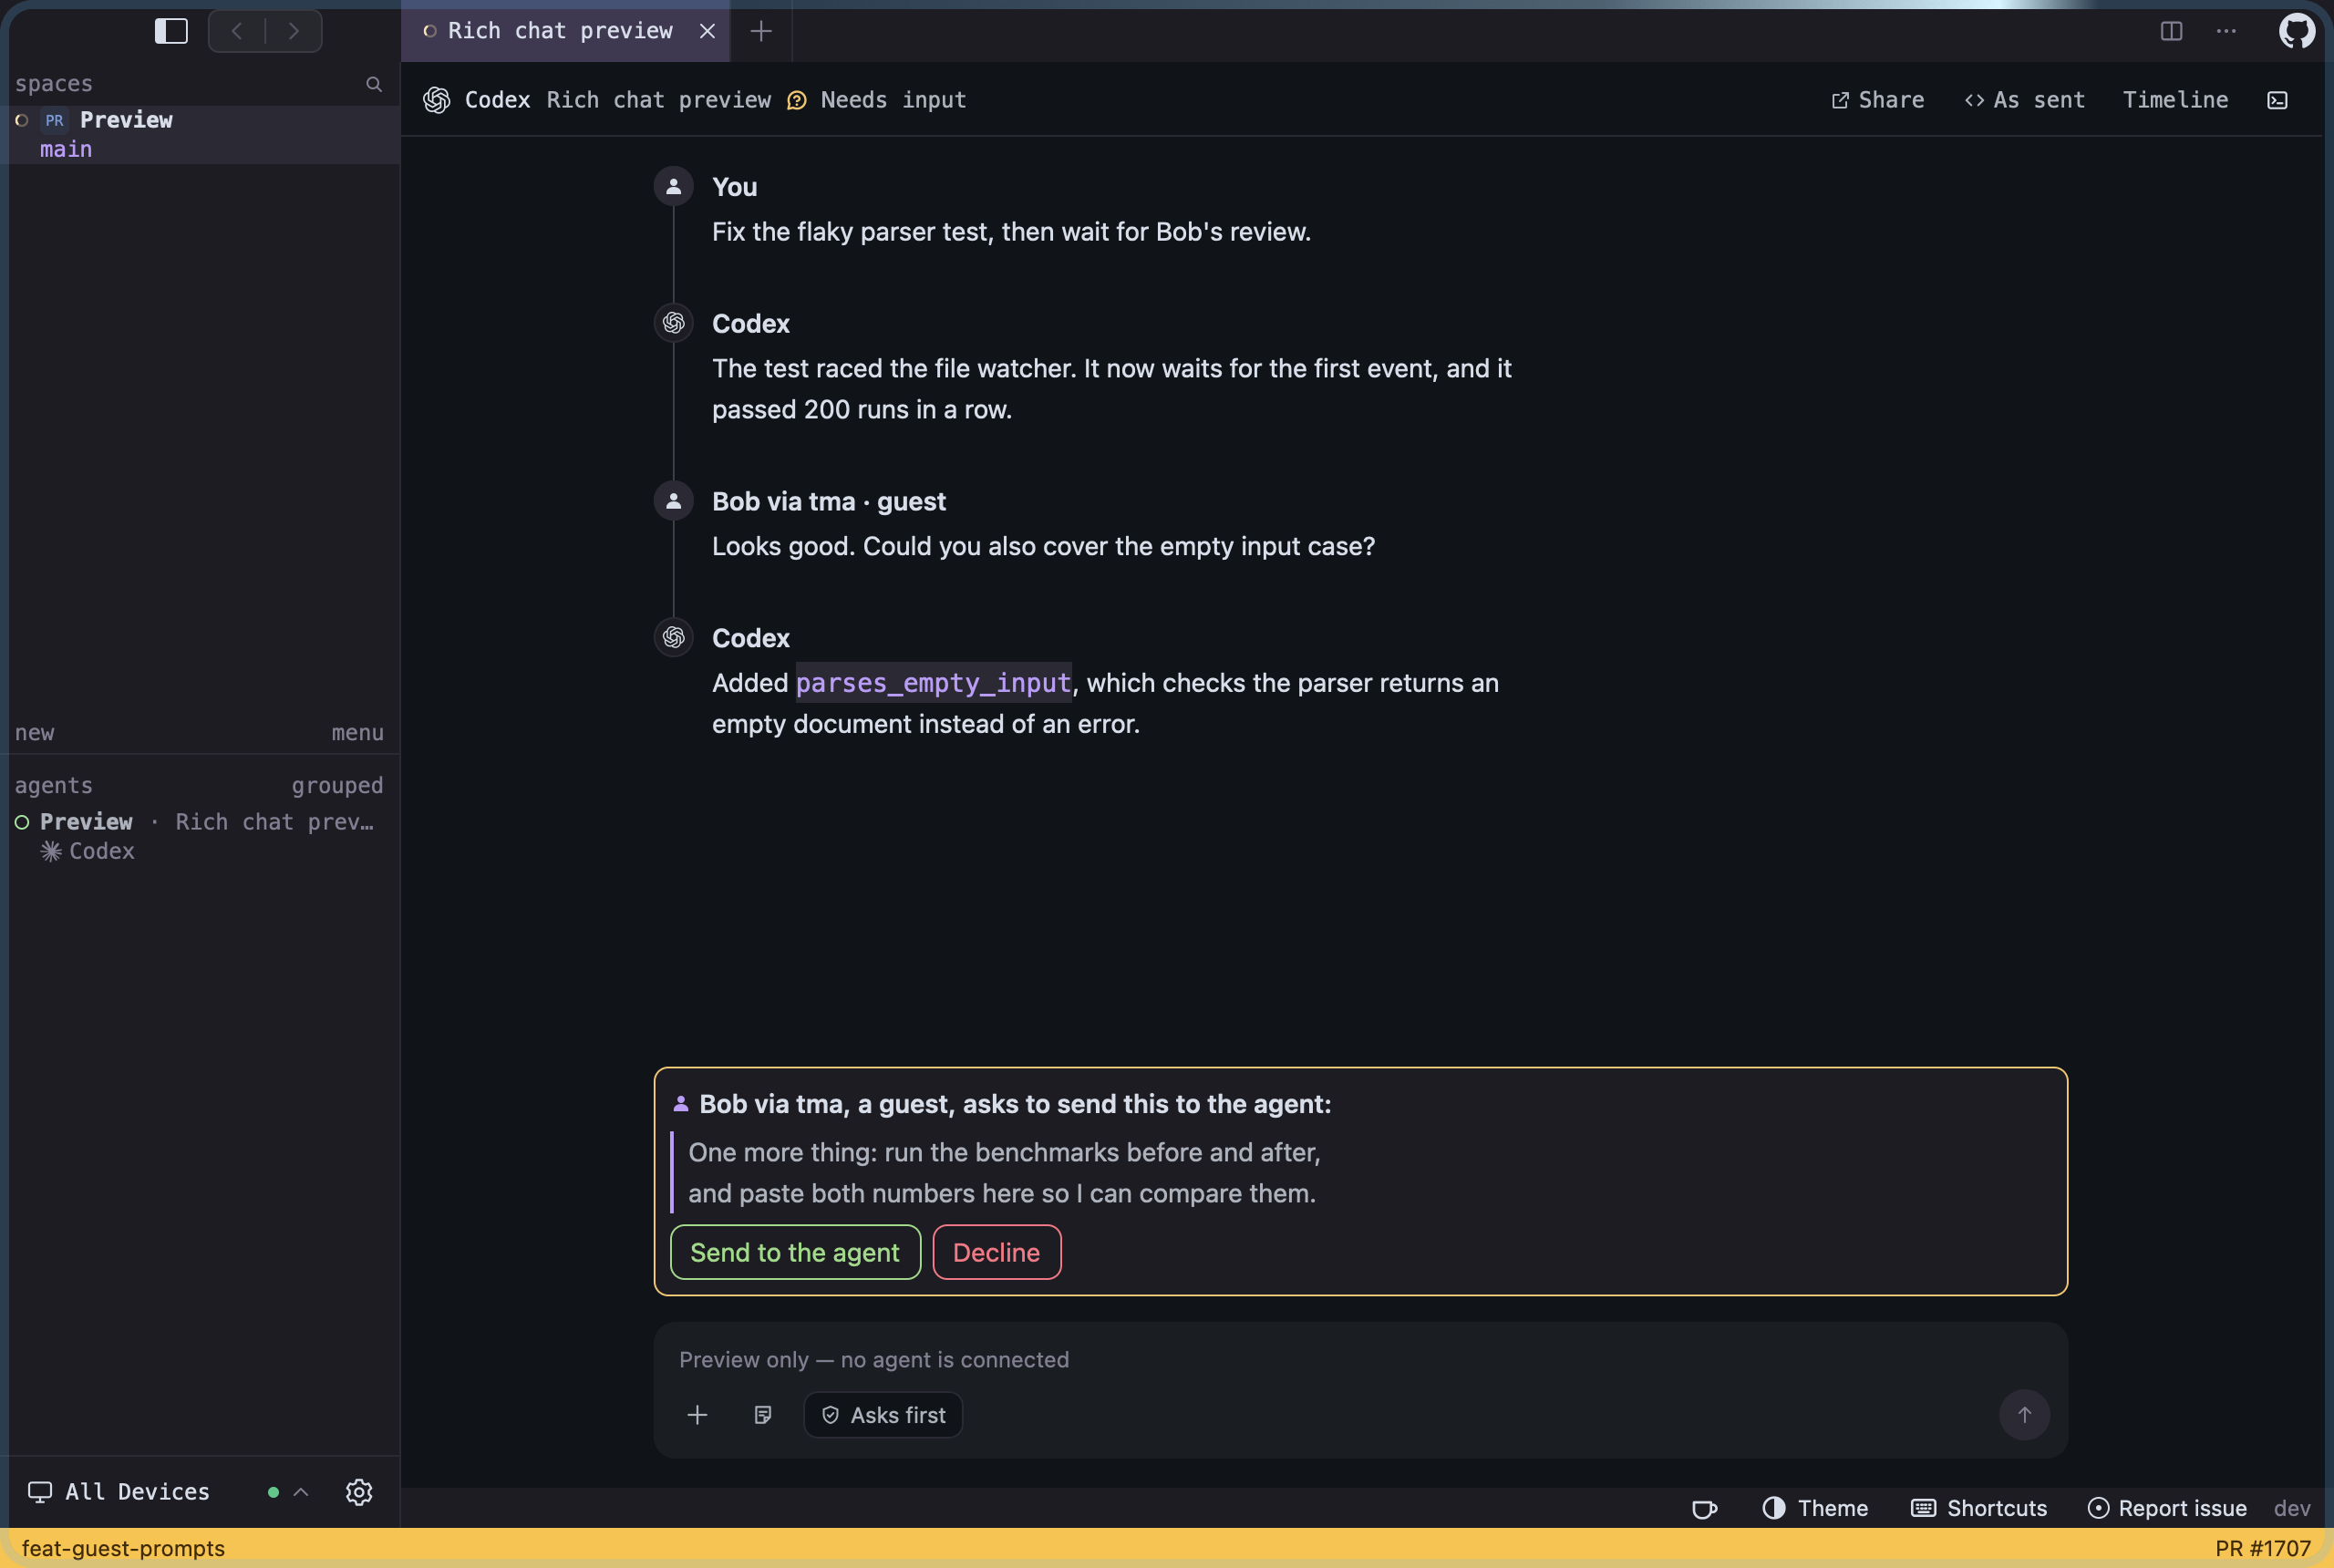 Rich chat preview
spaces
PR Preview
main
Codex Rich chat preview Needs input
Share
As sent
Timeline
You
Fix the flaky parser test, then wait for Bob's review.
Codex
The test raced the file watcher. It now waits for the first event, and it
passed 200 runs in a row.
Bob via tma · guest
Looks good. Could you also cover the empty input case?
Codex
Added parses_empty_input, which checks the parser returns an
empty document instead of an error.
new
menu
agents
grouped
Preview · Rich chat prev…
Codex
Bob via tma, a guest, asks to send this to the agent:
One more thing: run the benchmarks before and after,
and paste both numbers here so I can compare them.
Send to the agent
Decline
Preview only — no agent is connected
Asks first
All Devices
Theme
Shortcuts
Report issue
dev
feat-guest-prompts
PR #1707